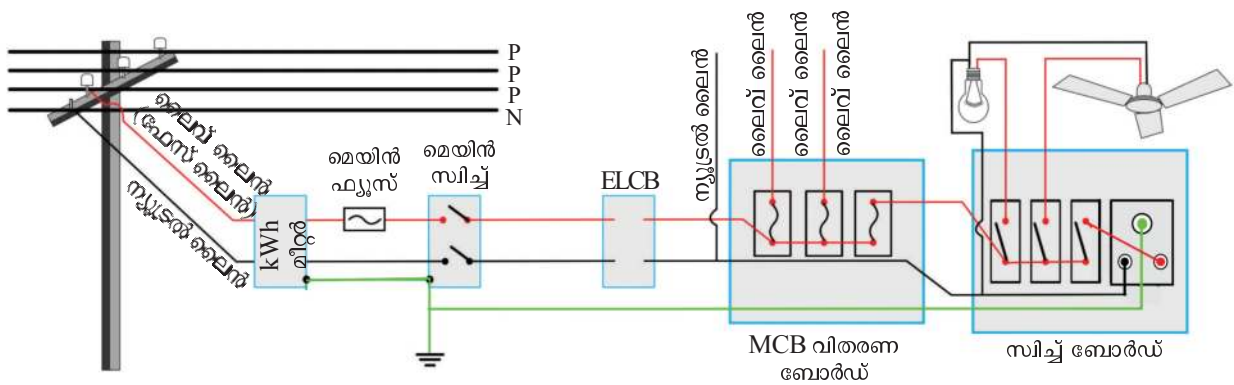 P
P
P
N
ലൈവ് ലൈൻ
(ഫേസ് ലൈൻ)
ന്യൂട്രൽ ലൈൻ
kWh
മീറ്റർ
മെയിൻ
ഫ്യൂസ്
മെയിൻ
സ്വിച്ച്
ELCB
ന്യൂട്രൽ ലൈൻ
ലൈവ് ലൈൻ
ലൈവ് ലൈൻ
ലൈവ് ലൈൻ
MCB വിതരണ
ബോർഡ്
സ്വിച്ച് ബോർഡ്